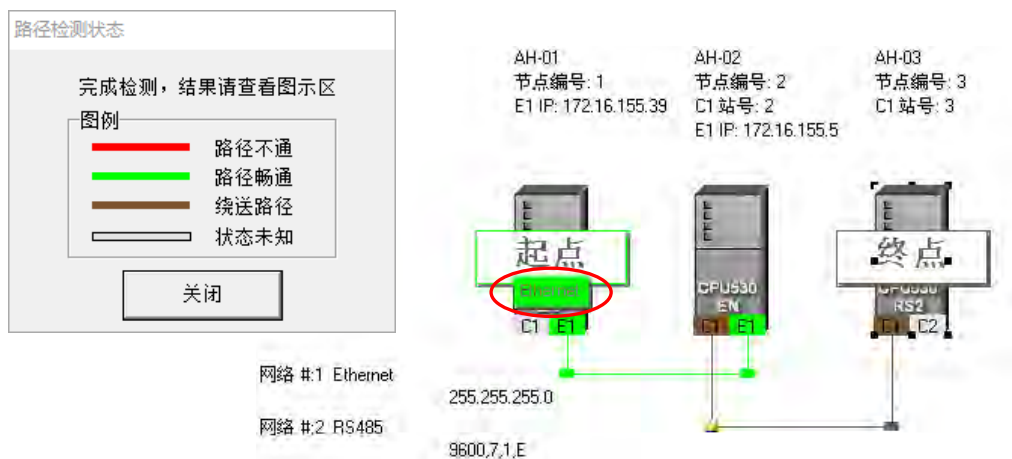 路径检测状态
完成检测，结果请查看图示区
图例
路径不通
路径畅通
绕送路径
状态未知
关闭
AH-01
节点编号: 1
E1 IP: 172.16.155.39
AH-02
节点编号: 2
C1 站号: 2
E1 IP: 172.16.155.5
AH-03
节点编号: 3
C1 站号: 3
起点
Ethernet
C1 E1
CPU530
EN
C1 E1
终点
CPU530
RS2
C1 C2
网络 #:1 Ethernet
255.255.255.0
网络 #:2 RS485
9600,7,1,E